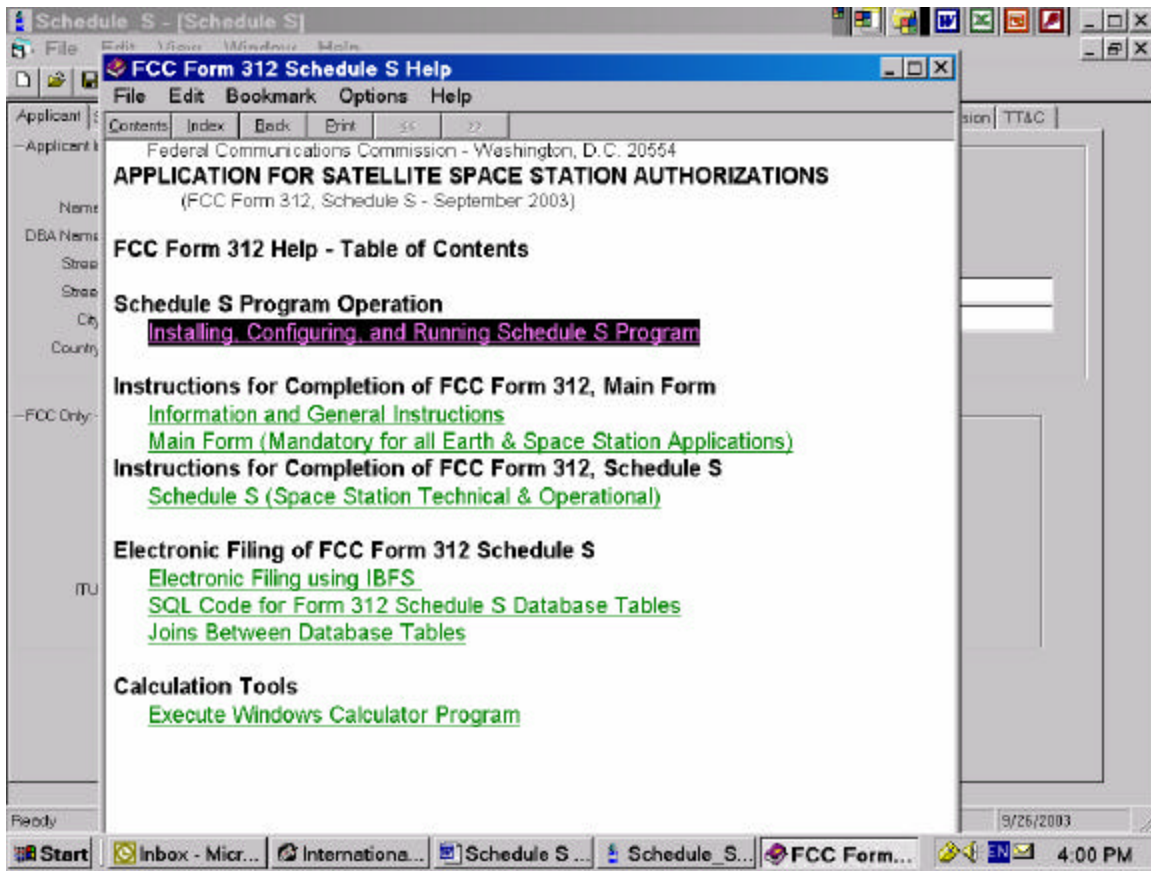 Schedule_S - [Schedule S]
File Edit View Window Help
FCC Form 312 Schedule S Help
File Edit Bookmark Options Help
Contents Index Back Print << >>
Applicant
TT&C
Federal Communications Commission - Washington, D.C. 20554
APPLICATION FOR SATELLITE SPACE STATION AUTHORIZATIONS
(FCC Form 312, Schedule S - September 2003)
Name
DBA Name
FCC Form 312 Help - Table of Contents
Schedule S Program Operation
City
Installing, Configuring, and Running Schedule S Program
Country
Instructions for Completion of FCC Form 312, Main Form
FCC Only:
Information and General Instructions
Main Form (Mandatory for all Earth & Space Station Applications)
Instructions for Completion of FCC Form 312, Schedule S
Schedule S (Space Station Technical & Operational)
Electronic Filing of FCC Form 312 Schedule S
Electronic Filing using IBFS
ITU
SQL Code for Form 312 Schedule S Database Tables
Joins Between Database Tables
Calculation Tools
Execute Windows Calculator Program
Ready
9/26/2003
Start Inbox - Micr... Internationa... Schedule S ... Schedule_S... FCC Form... EN 4:00 PM